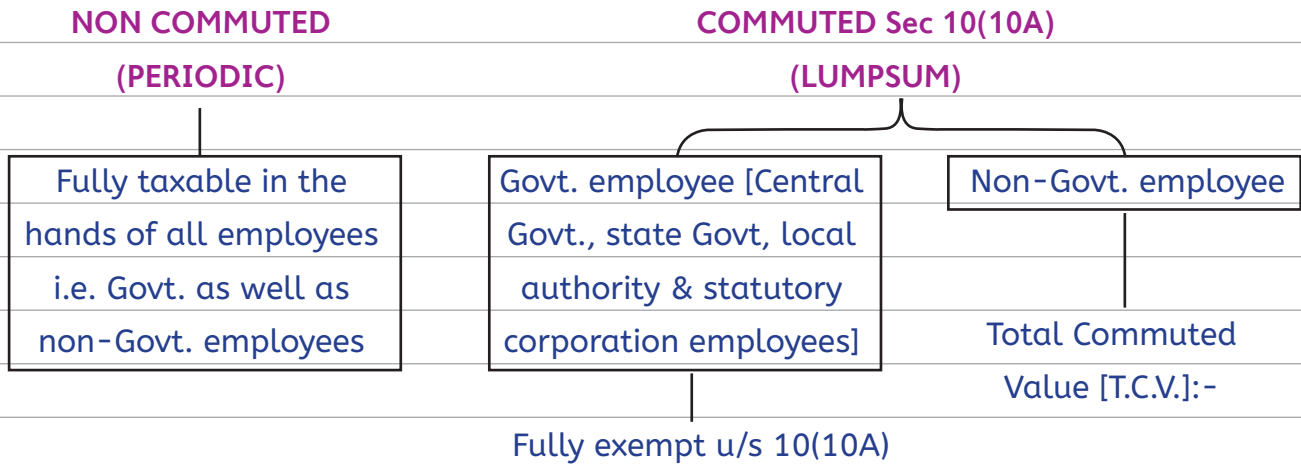 NON COMMUTED
(PERIODIC)
COMMUTED Sec 10(10A)
(LUMPSUM)
Fully taxable in the
hands of all employees
i.e. Govt. as well as
non-Govt. employees
Govt. employee [Central
Govt., state Govt, local
authority & statutory
corporation employees]
Fully exempt u/s 10(10A)
Non-Govt. employee
Total Commuted
Value [T.C.V.]:-